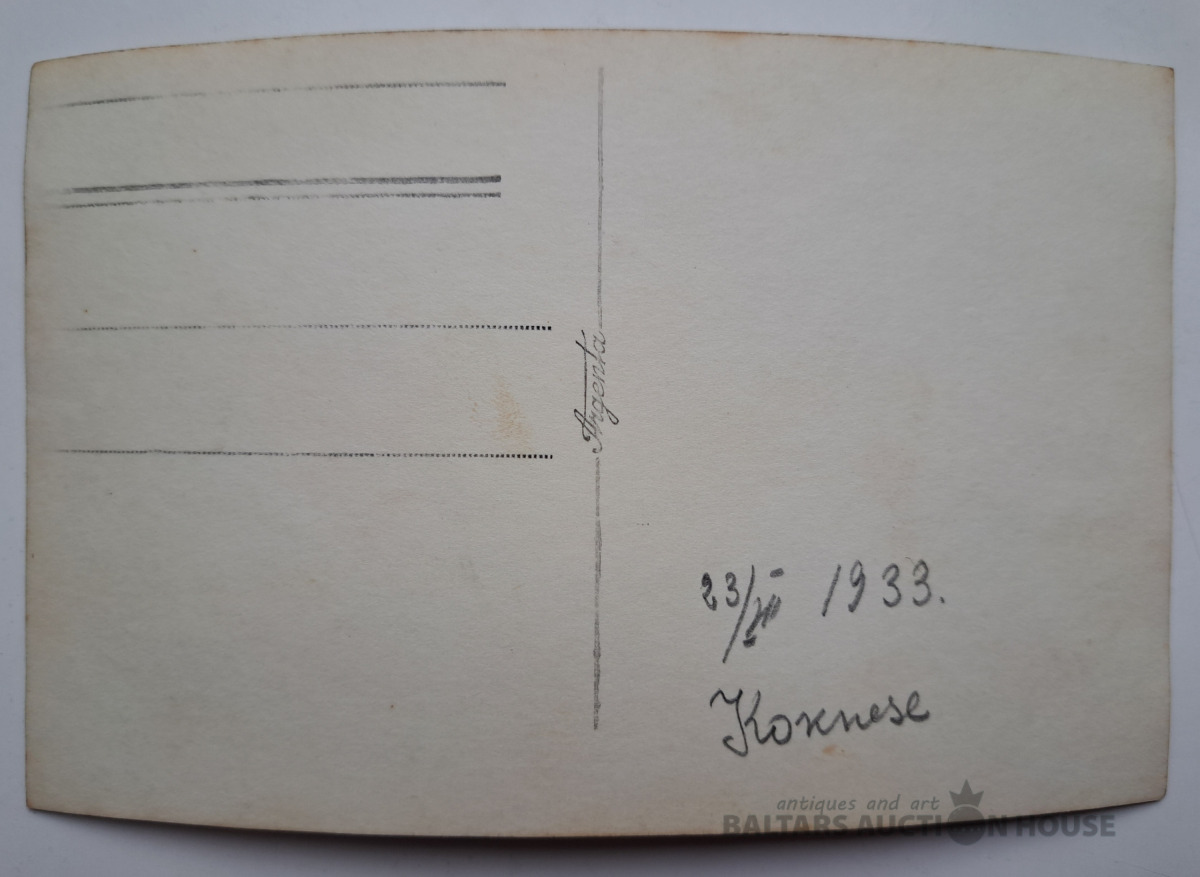 Argenta
23/VII 1933.
Koknese
antiques and art
BALTARS AUCTION HOUSE